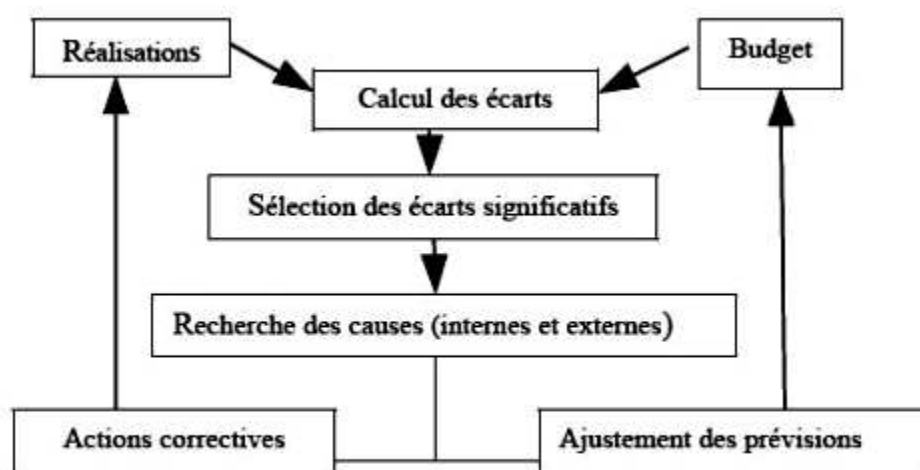 Réalisations
Budget
Calcul des écarts
Sélection des écarts significatifs
Recherche des causes (internes et externes)
Actions correctives
Ajustement des prévisions